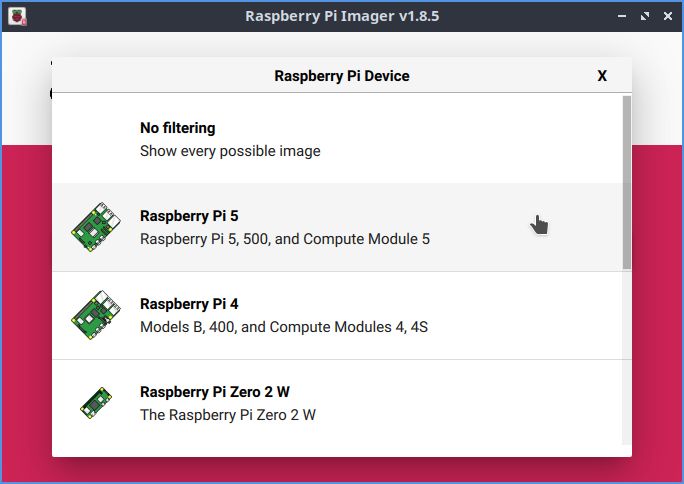 Raspberry Pi Imager v1.8.5
Raspberry Pi Device
X
No filtering
Show every possible image
Raspberry Pi 5
Raspberry Pi 5, 500, and Compute Module 5
Raspberry Pi 4
Models B, 400, and Compute Modules 4, 4S
Raspberry Pi Zero 2 W
The Raspberry Pi Zero 2 W